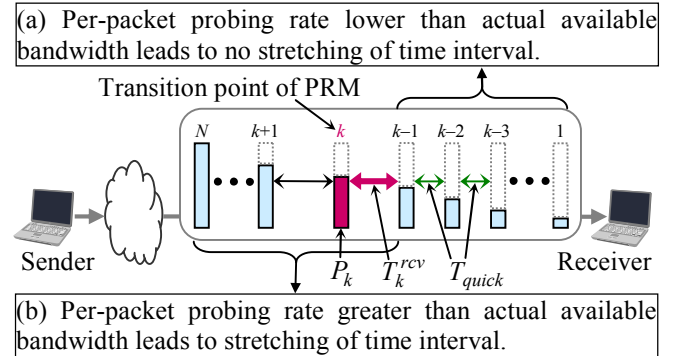 (a) Per-packet probing rate lower than actual available
bandwidth leads to no stretching of time interval.
Transition point of PRM
N k+1 k k–1 k–2 k–3 1
Sender P_k T_k^{rcv} T_{quick} Receiver
(b) Per-packet probing rate greater than actual available
bandwidth leads to stretching of time interval.